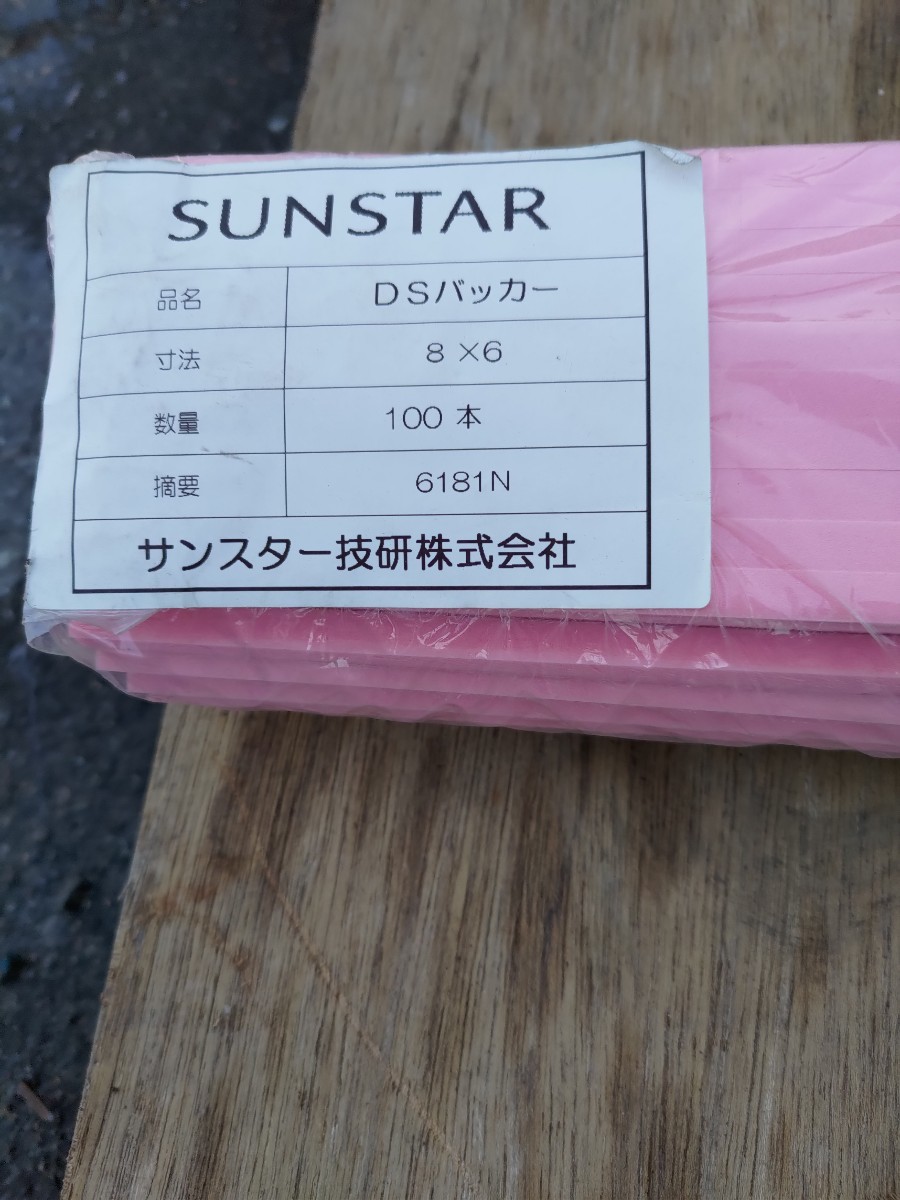 SUNSTAR
品名 DSバッカー
寸法 8×6
数量 100 本
摘要 6181N
サンスター技研株式会社